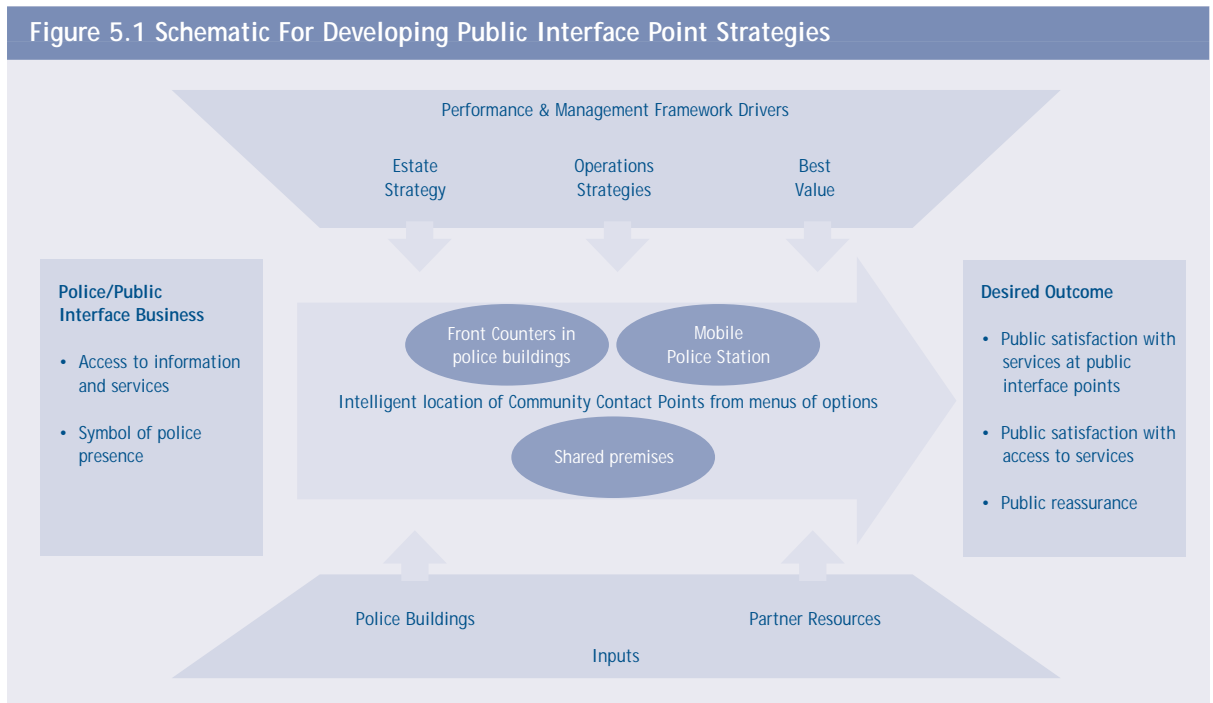 Figure 5.1 Schematic For Developing Public Interface Point Strategies
Performance & Management Framework Drivers
Estate
Strategy
Operations
Strategies
Best
Value
Police/Public
Interface Business
• Access to information
and services
• Symbol of police
presence
Front Counters in
police buildings
Mobile
Police Station
Intelligent location of Community Contact Points from menus of options
Shared premises
Desired Outcome
• Public satisfaction with
services at public
interface points
• Public satisfaction with
access to services
• Public reassurance
Police Buildings
Partner Resources
Inputs